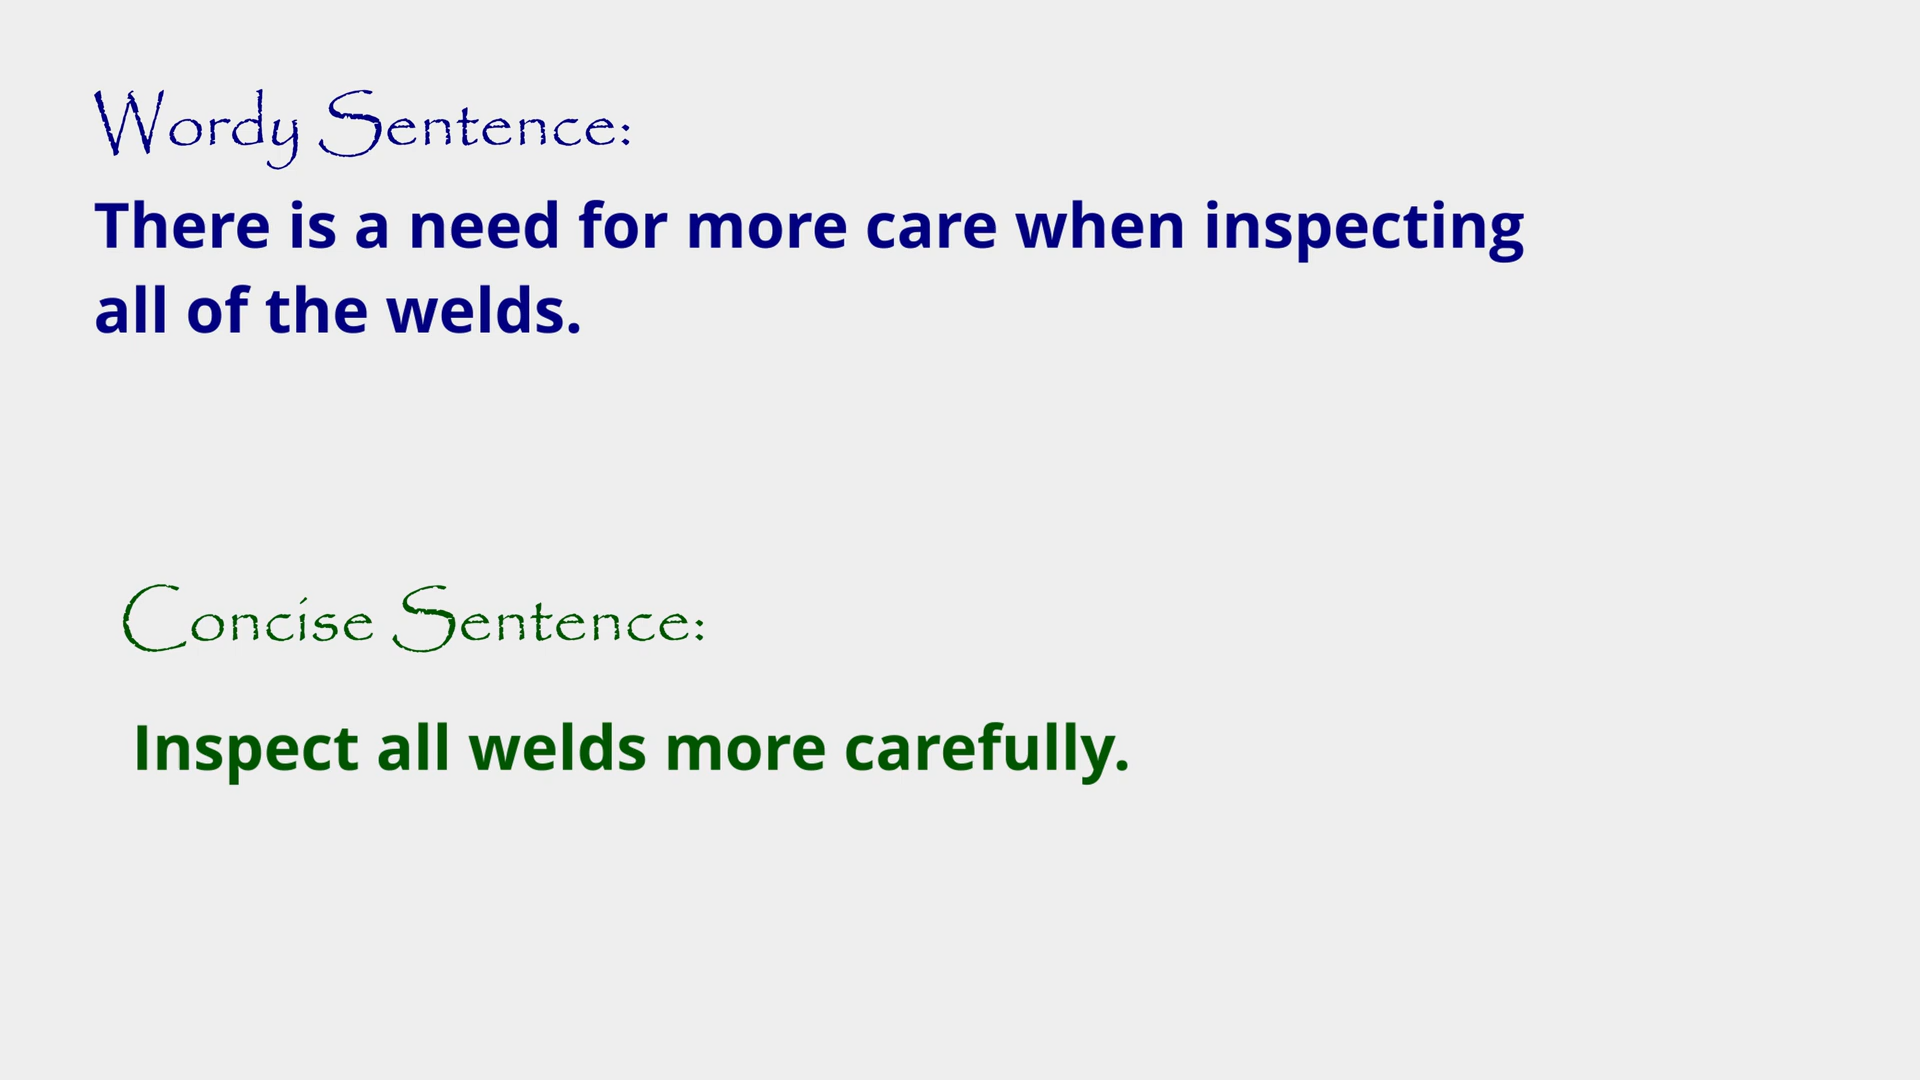 Wordy Sentence:
There is a need for more care when inspecting
all of the welds.
Concise Sentence:
Inspect all welds more carefully.